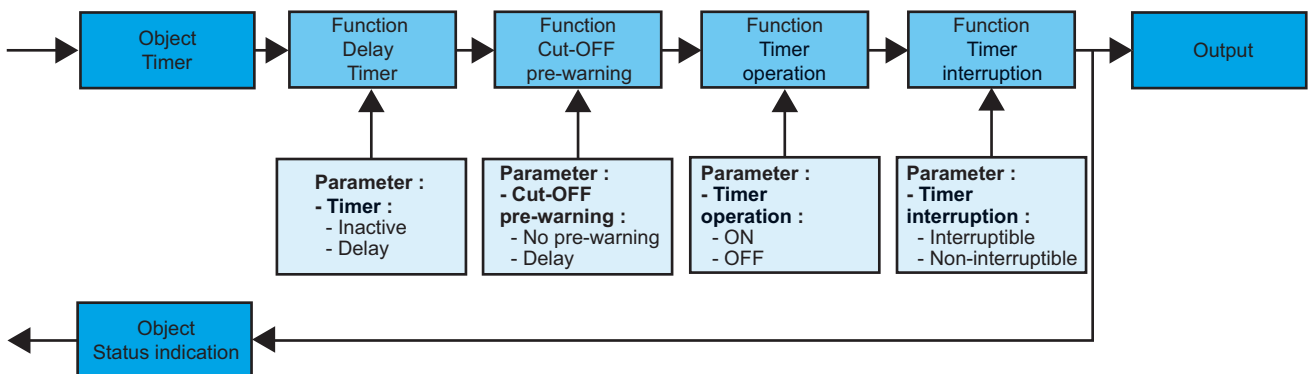 Object
Timer
Function
Delay
Timer
Function
Cut-OFF
pre-warning
Function
Timer
operation
Function
Timer
interruption
Output
Parameter :
- Timer :
- Inactive
- Delay
Parameter :
- Cut-OFF
pre-warning :
- No pre-warning
- Delay
Parameter :
- Timer
operation :
- ON
- OFF
Parameter :
- Timer
interruption :
- Interruptible
- Non-interruptible
Object
Status indication